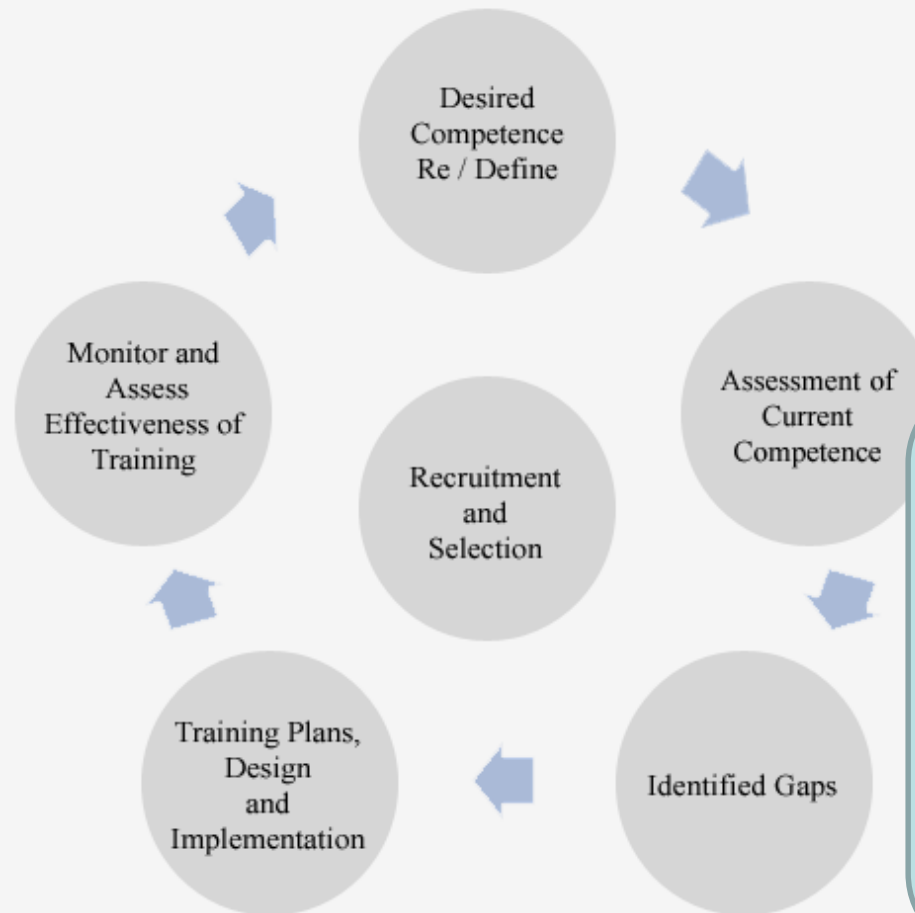 Desired
Competence
Re / Define
Assessment of
Current
Competence
Identified Gaps
Training Plans,
Design
and
Implementation
Monitor and
Assess
Effectiveness of
Training
Recruitment
and
Selection